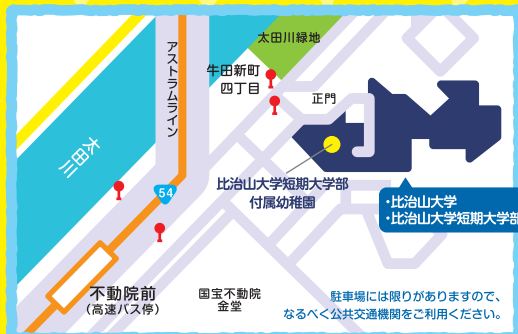 太田川緑地
アストラムライン
牛田新町
四丁目
正門
太田川
比治山大学短期大学部
付属幼稚園
54
・比治山大学
・比治山大学短期大学部
不動院前
(高速バス停)
国宝不動院
金堂
駐車場には限りがありますので、
なるべく公共交通機関をご利用ください。